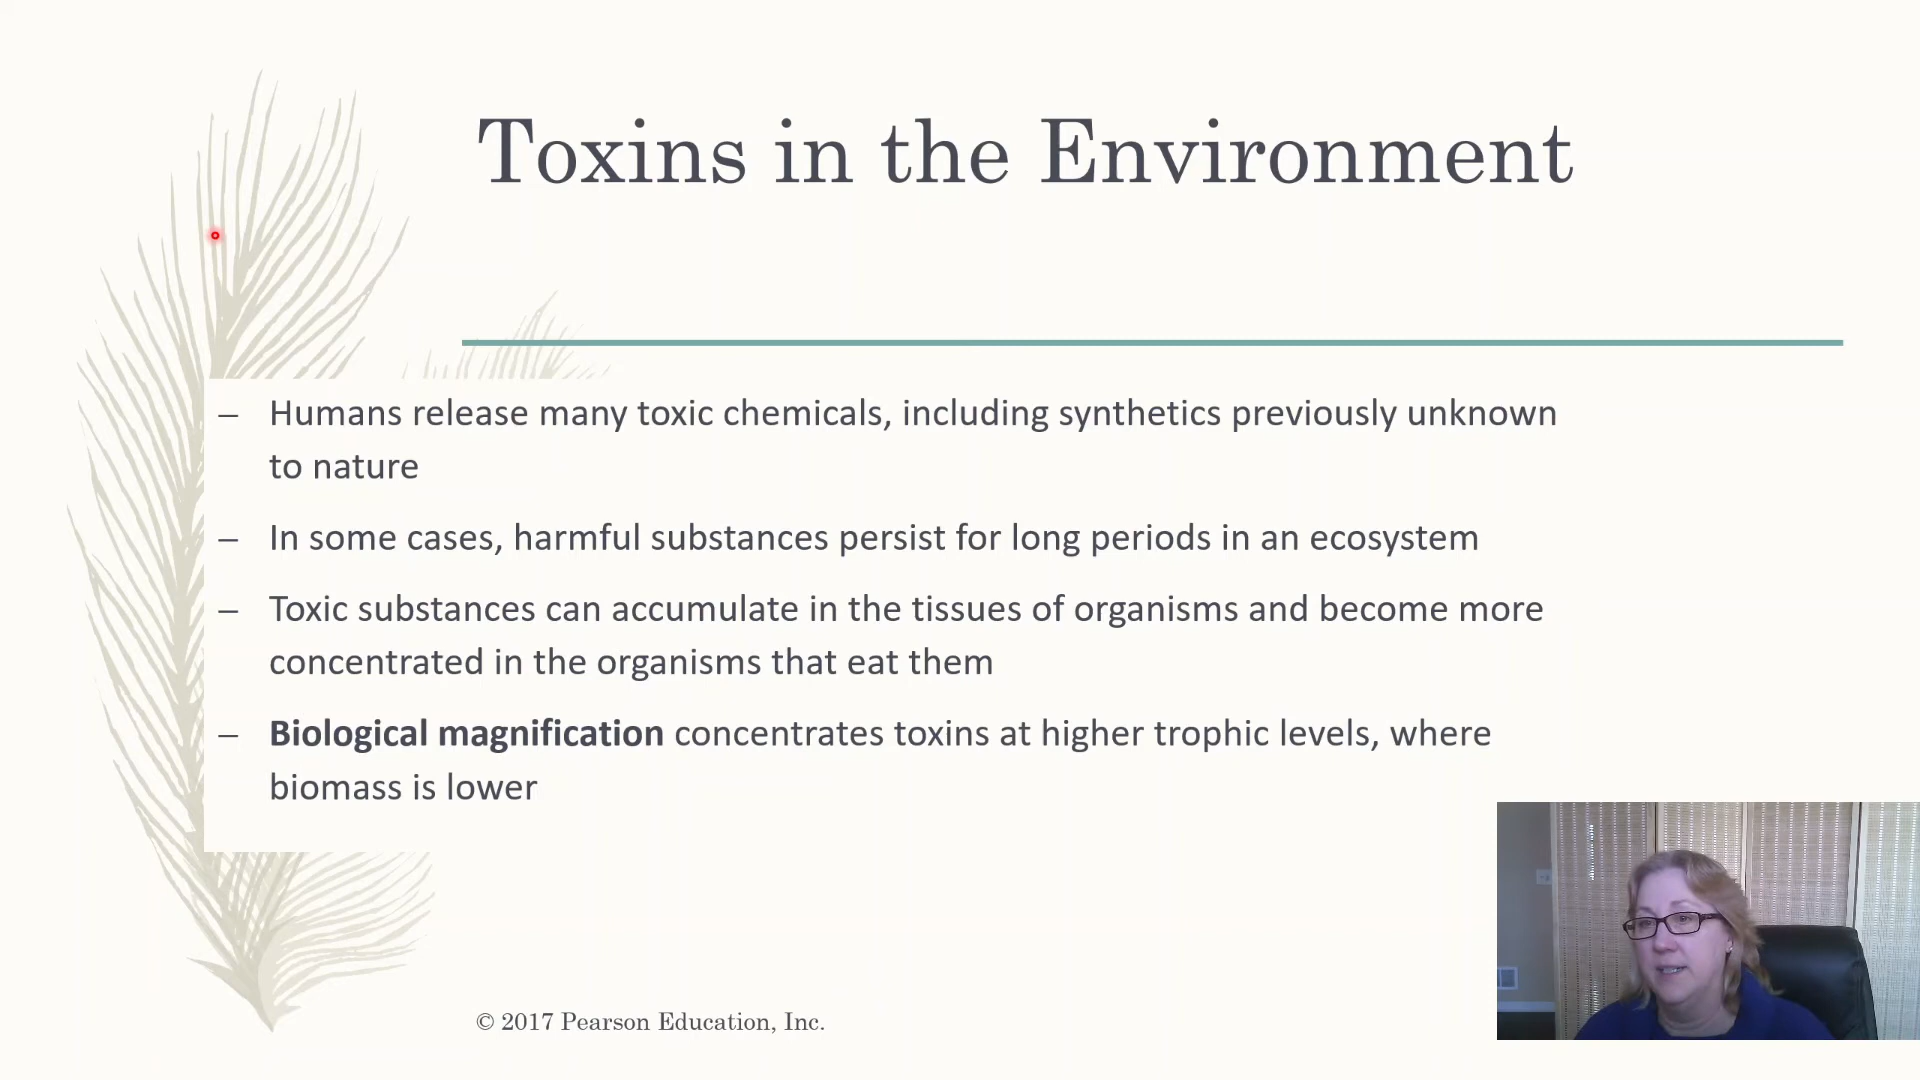 Toxins in the Environment
– Humans release many toxic chemicals, including synthetics previously unknown
to nature
– In some cases, harmful substances persist for long periods in an ecosystem
– Toxic substances can accumulate in the tissues of organisms and become more
concentrated in the organisms that eat them
– Biological magnification concentrates toxins at higher trophic levels, where
biomass is lower
© 2017 Pearson Education, Inc.